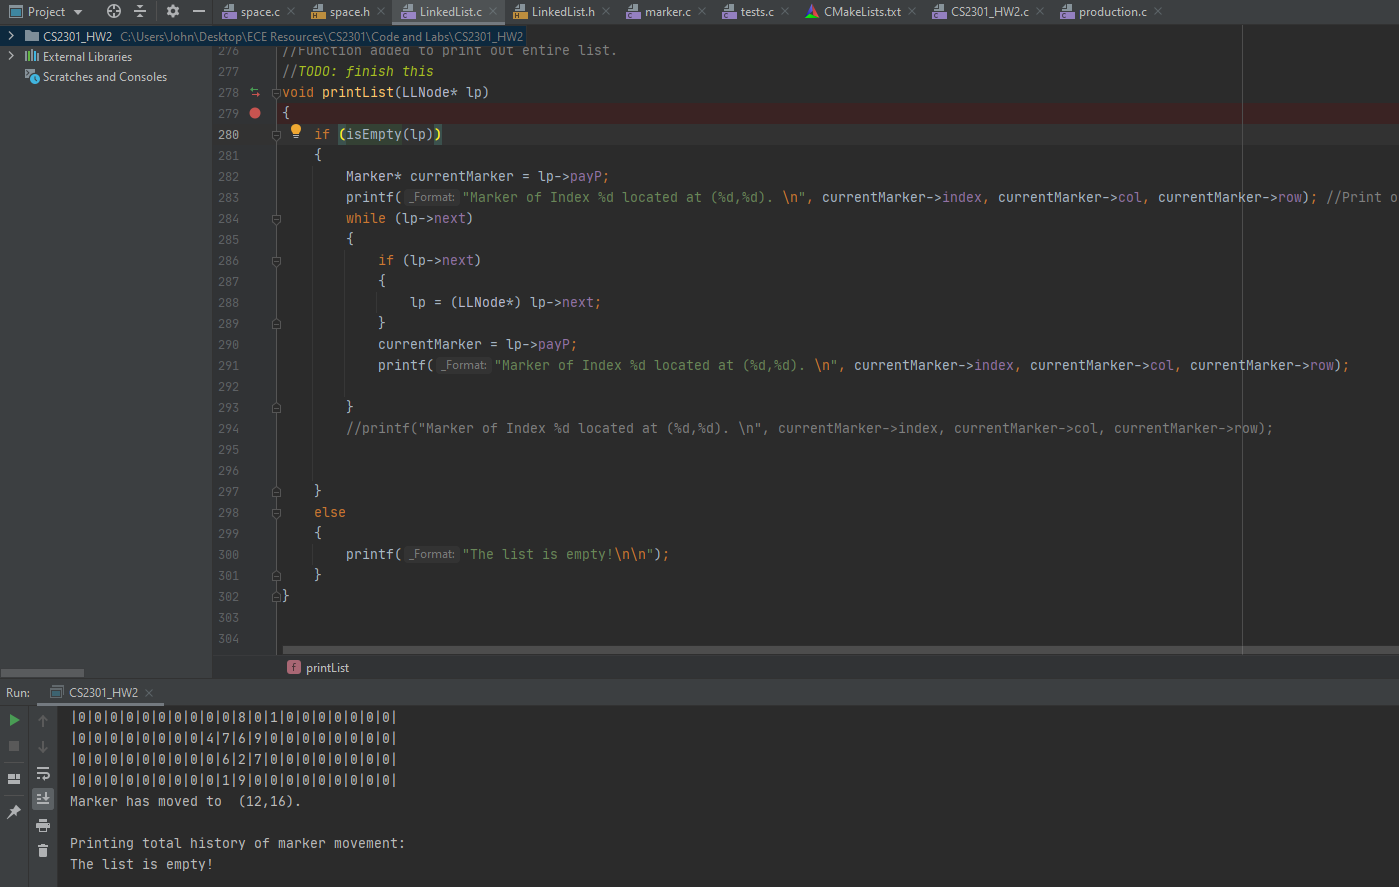 Project
space.c
space.h
LinkedList.c
LinkedList.h
marker.c
tests.c
CMakeLists.txt
CS2301_HW2.c
production.c
CS2301_HW2 C:\Users\John\Desktop\ECE Resources\CS2301\Code and Labs\CS2301_HW2
External Libraries
Scratches and Consoles
276 //Function added to print out entire list.
277 //TODO: finish this
278 void printList(LLNode* lp)
279 {
280 if (isEmpty(lp))
281 {
282 Marker* currentMarker = lp->payP;
283 printf( _Format: "Marker of Index %d located at (%d,%d). \n", currentMarker->index, currentMarker->col, currentMarker->row); //Print o
284 while (lp->next)
285 {
286 if (lp->next)
287 {
288 lp = (LLNode*) lp->next;
289 }
290 currentMarker = lp->payP;
291 printf( _Format: "Marker of Index %d located at (%d,%d). \n", currentMarker->index, currentMarker->col, currentMarker->row);
292
293 }
294 //printf("Marker of Index %d located at (%d,%d). \n", currentMarker->index, currentMarker->col, currentMarker->row);
295
296
297 }
298 else
299 {
300 printf( _Format: "The list is empty!\n\n");
301 }
302 }
303
304
f printList
Run: CS2301_HW2
|0|0|0|0|0|0|0|0|0|0|8|0|1|0|0|0|0|0|0|0|
|0|0|0|0|0|0|0|0|4|7|6|9|0|0|0|0|0|0|0|0|
|0|0|0|0|0|0|0|0|0|6|2|7|0|0|0|0|0|0|0|0|
|0|0|0|0|0|0|0|0|0|1|9|0|0|0|0|0|0|0|0|0|
Marker has moved to  (12,16).
Printing total history of marker movement:
The list is empty!